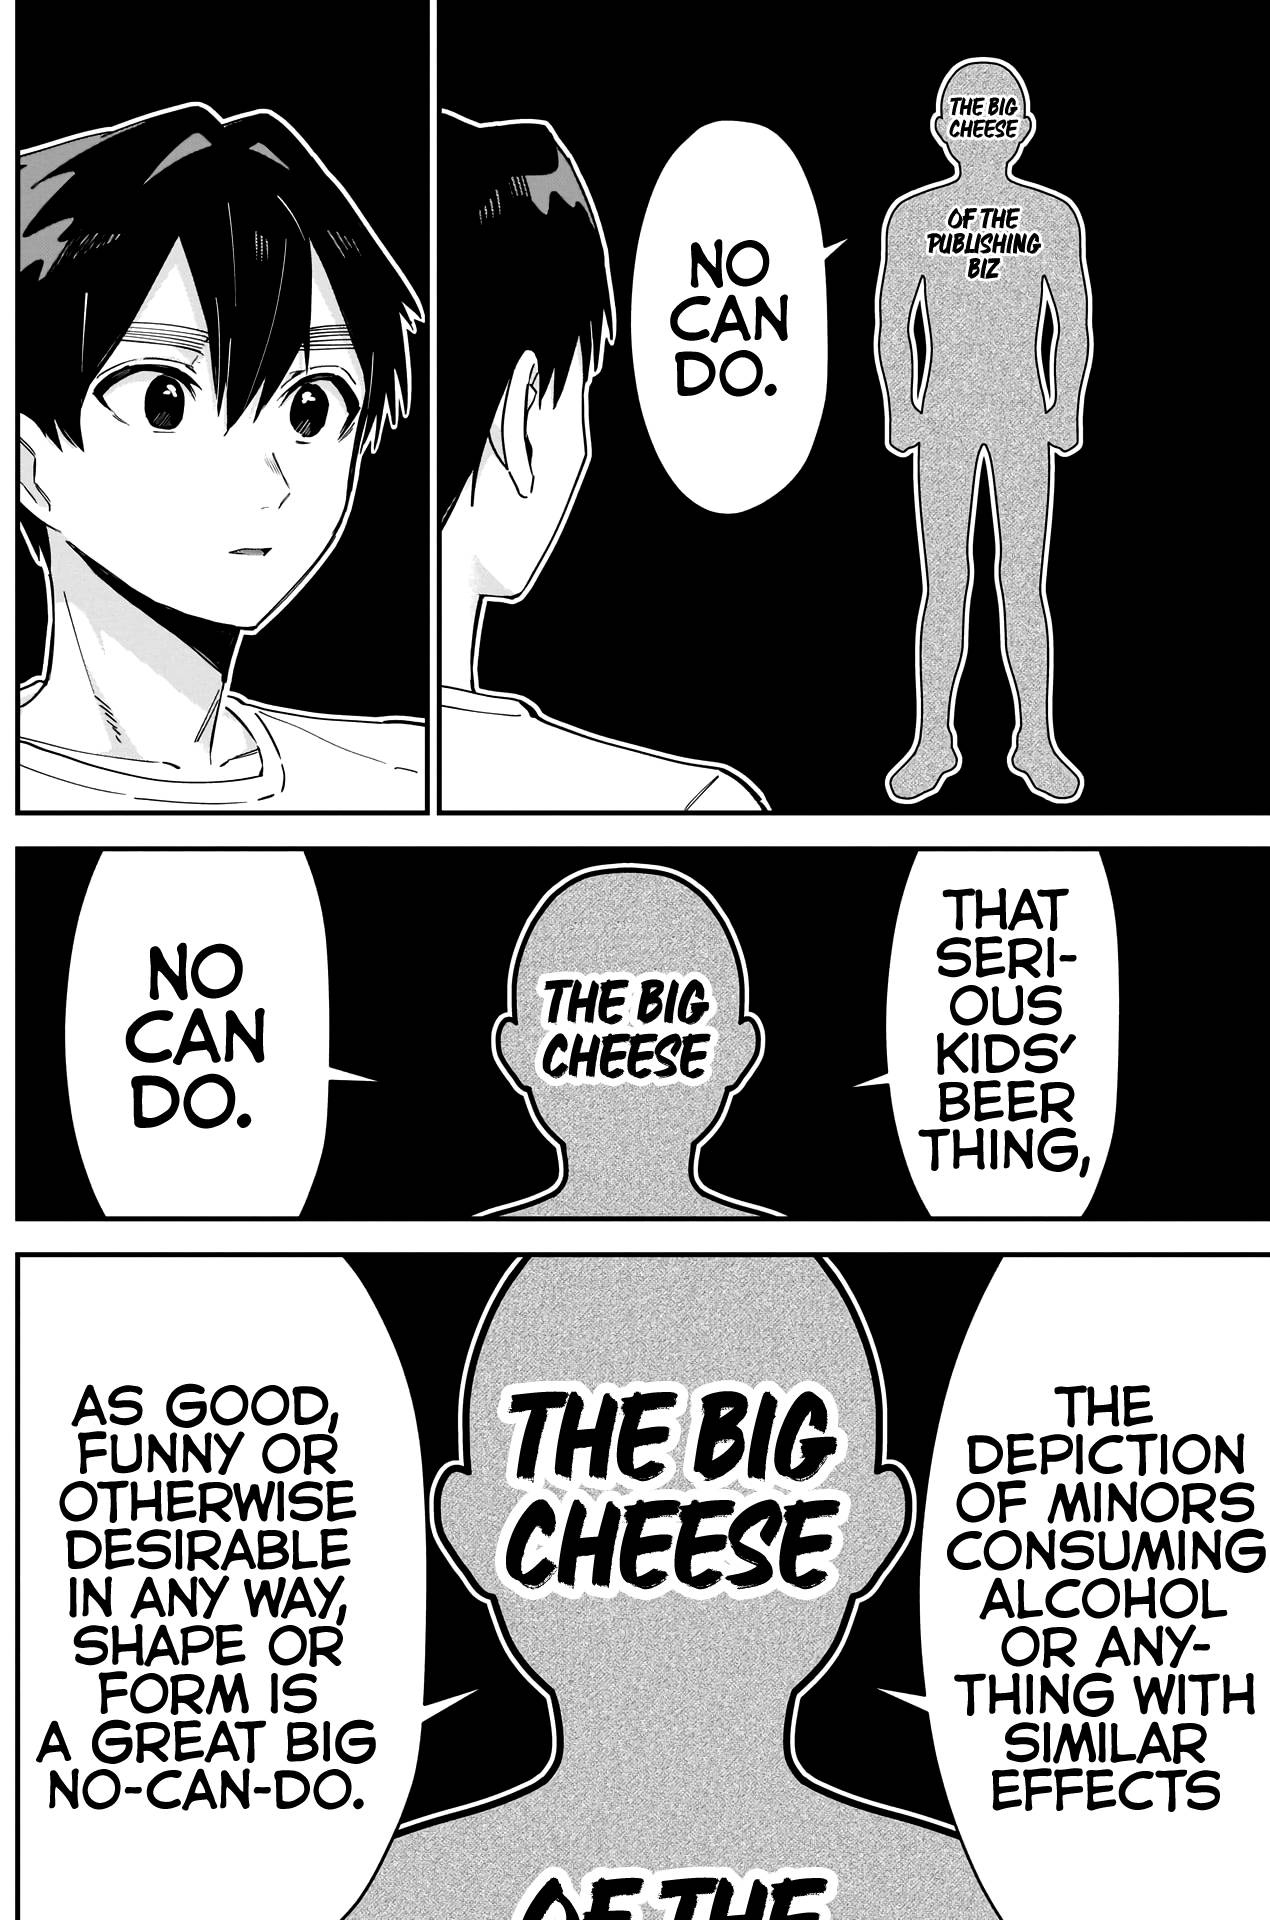 THE BIG
CHEESE
OF THE
PUBLISHING
BIZ
NO
CAN
DO.
THAT
SERI-
OUS
KIDS'
BEER
THING,
THE BIG
CHEESE
NO
CAN
DO.
THE
DEPICTION
OF MINORS
CONSUMING
ALCOHOL
OR ANY-
THING WITH
SIMILAR
EFFECTS
THE BIG
CHEESE
OF THE
AS GOOD,
FUNNY OR
OTHERWISE
DESIRABLE
IN ANY WAY,
SHAPE OR
FORM IS
A GREAT BIG
NO-CAN-DO.